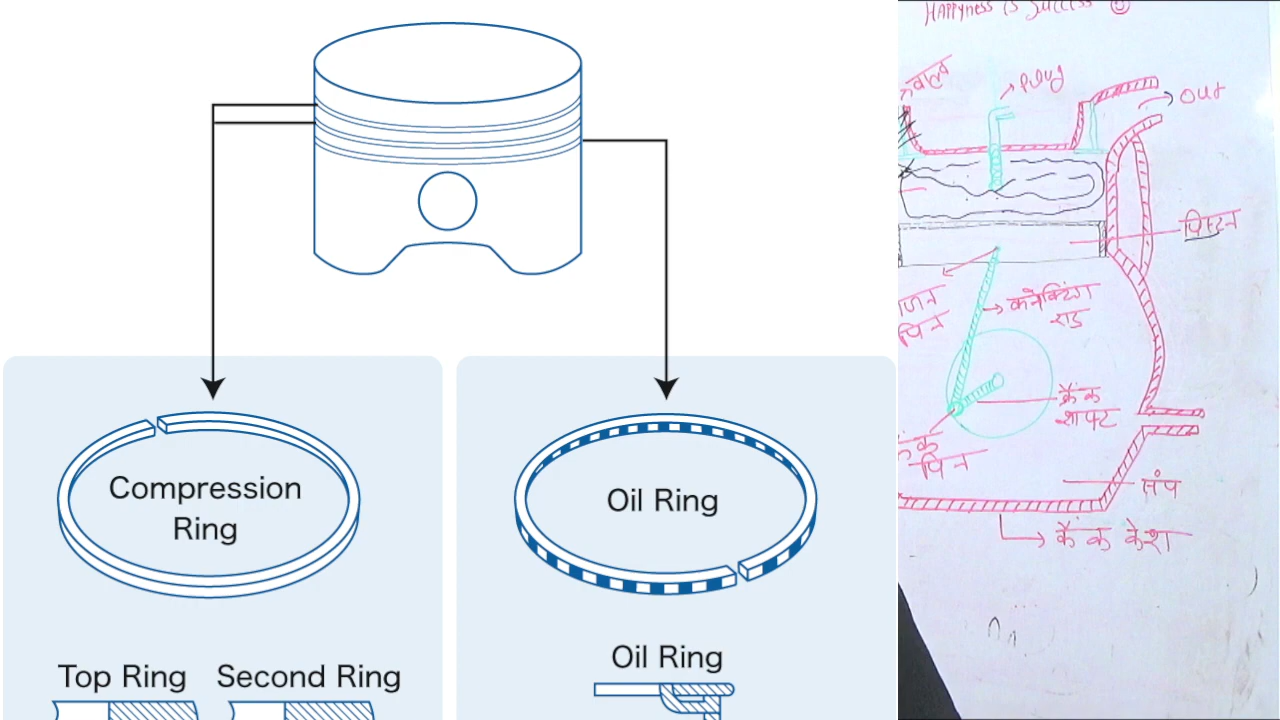 Compression
Ring
Oil Ring
Top Ring
Second Ring
Oil Ring
HAPPyness is Success
Plug
out
पिस्टन
कनेक्टिंग
राड
क्रैंक
शाफ्ट
पिन
पिन
संप
क्रैंक केश